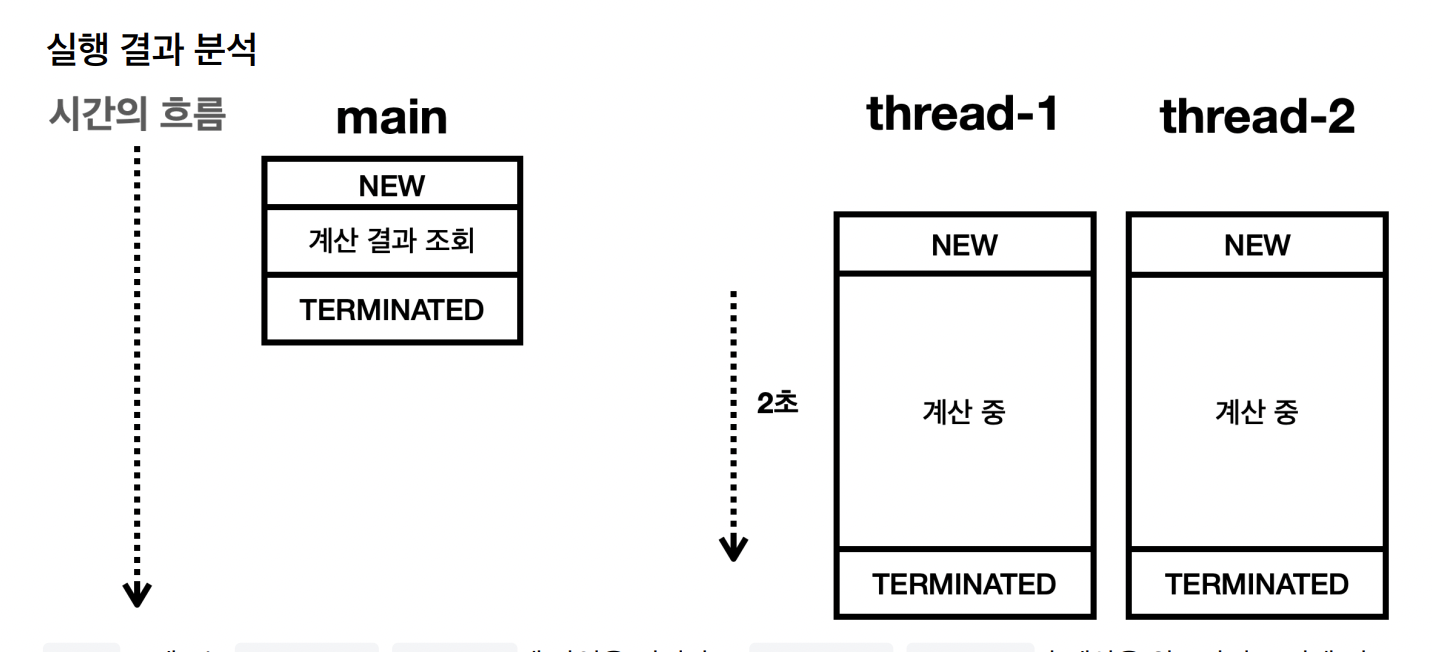 실행 결과 분석
시간의 흐름
main
thread-1
thread-2
NEW
계산 결과 조회
TERMINATED
2초
NEW
계산 중
TERMINATED
NEW
계산 중
TERMINATED